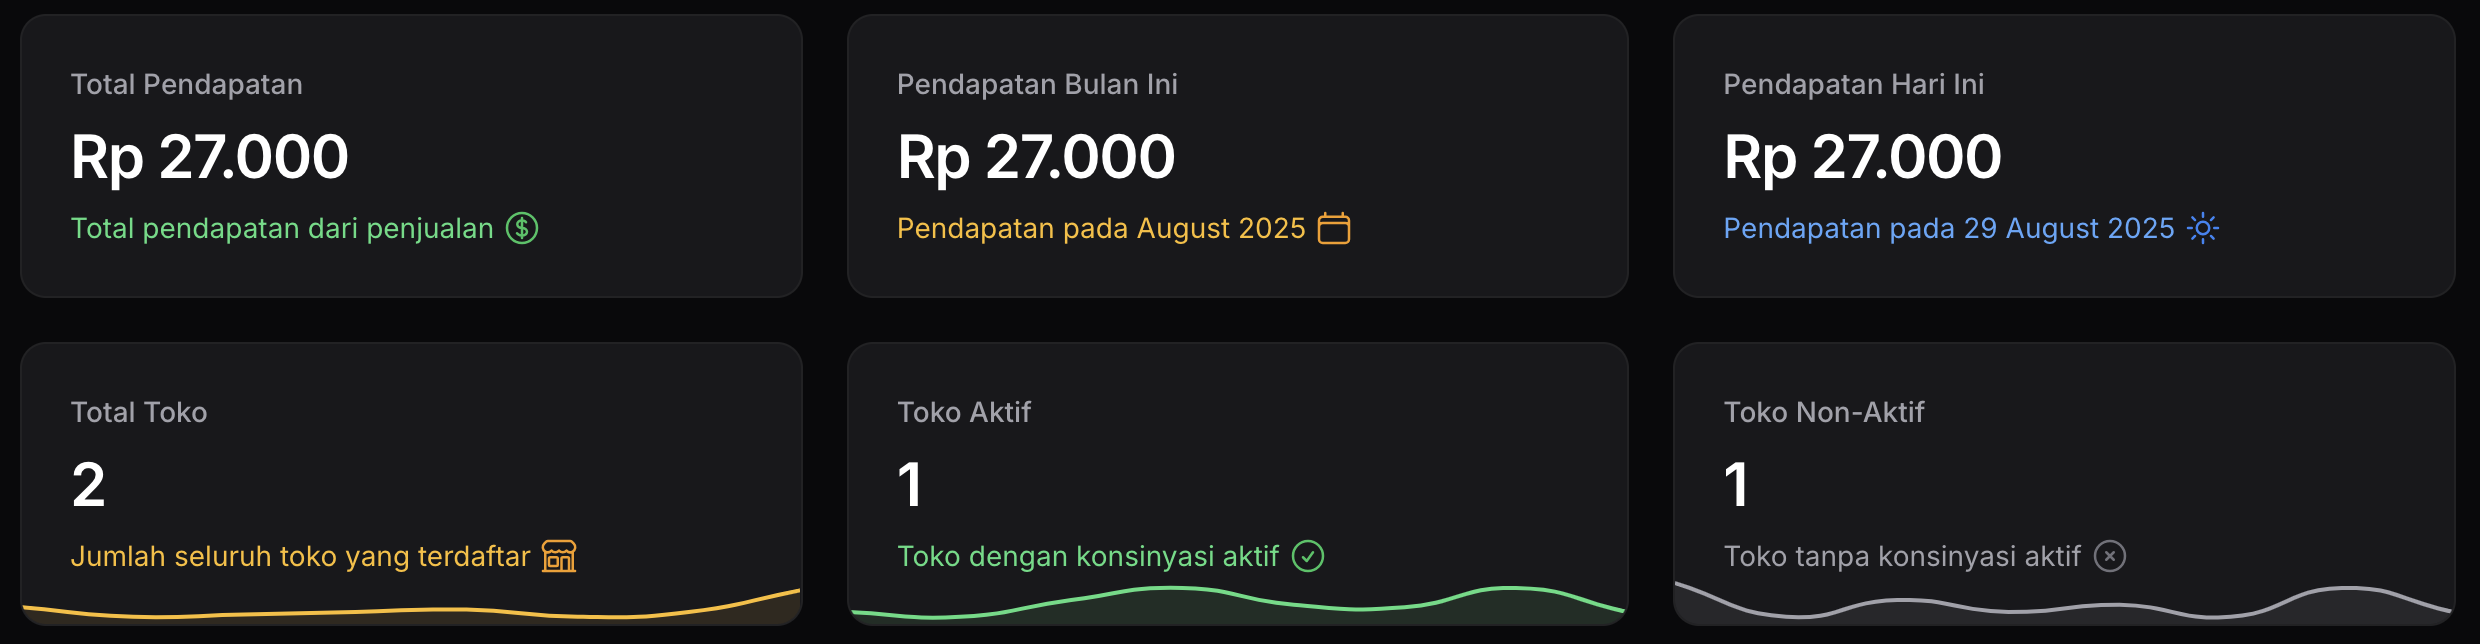 Total Pendapatan
Rp 27.000
Total pendapatan dari penjualan
Pendapatan Bulan Ini
Rp 27.000
Pendapatan pada August 2025
Pendapatan Hari Ini
Rp 27.000
Pendapatan pada 29 August 2025
Total Toko
2
Jumlah seluruh toko yang terdaftar
Toko Aktif
1
Toko dengan konsinyasi aktif
Toko Non-Aktif
1
Toko tanpa konsinyasi aktif